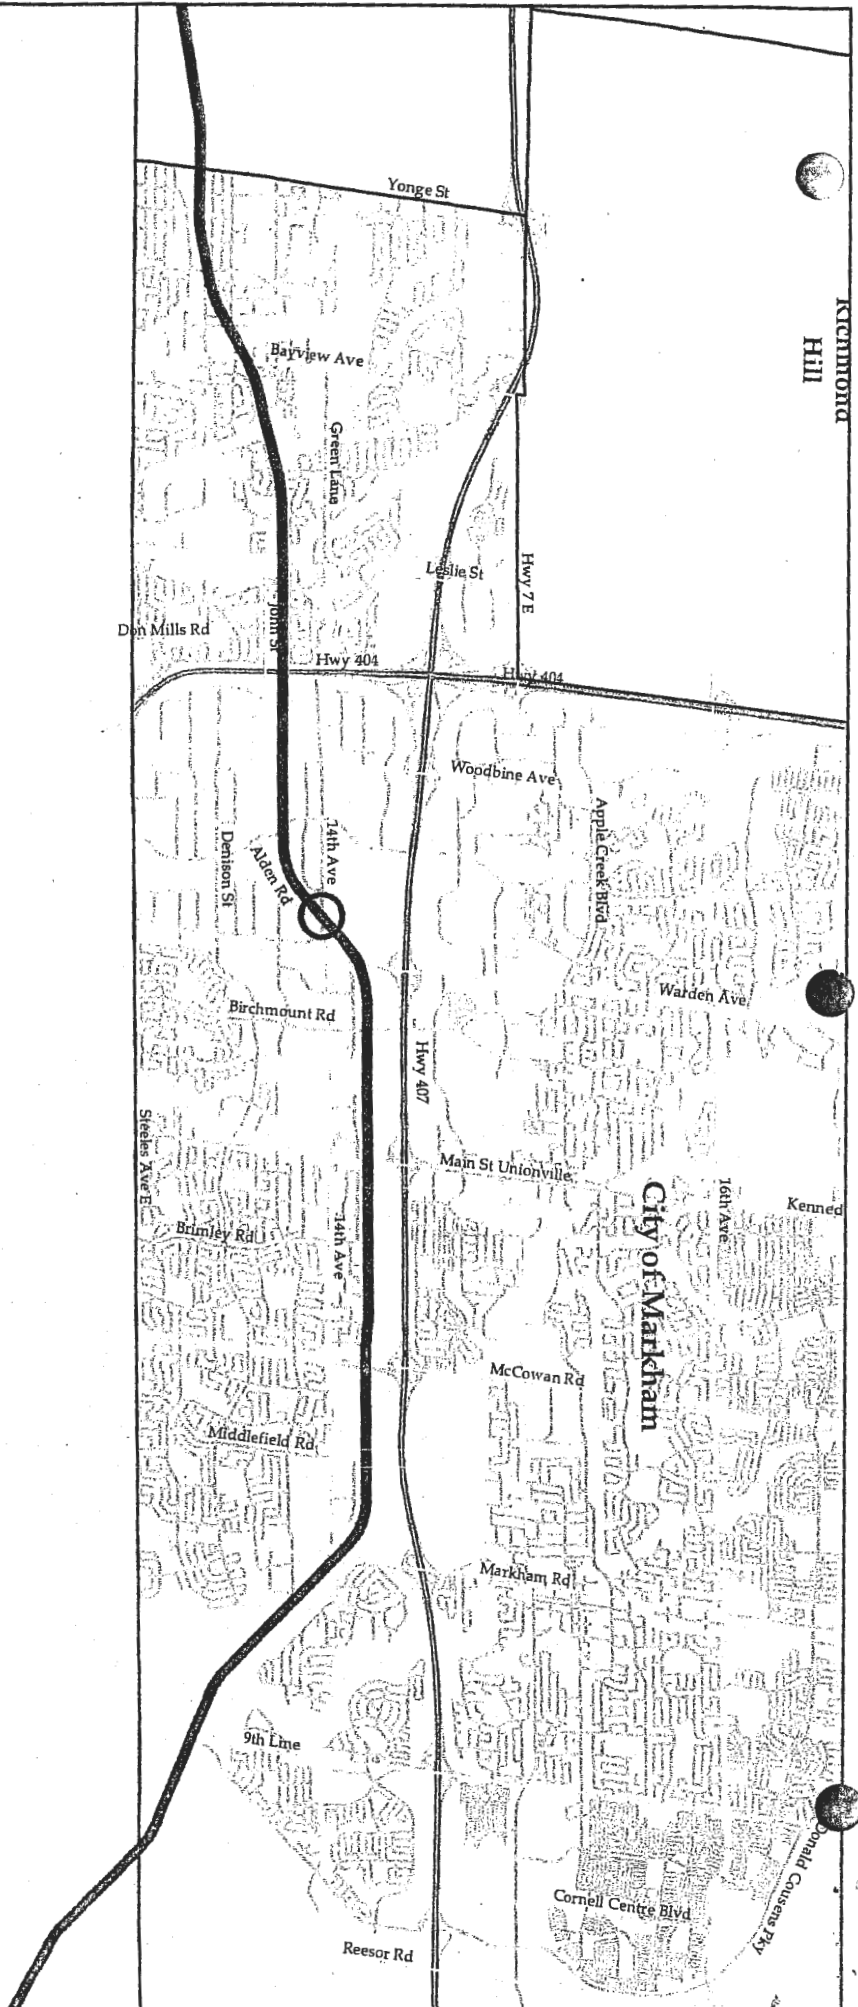 Richmond
Hill
Yonge St
Bayview Ave
Green Lane
Leslie St
Hwy 7 E
John St
Don Mills Rd
Hwy 404
Hwy 404
Woodbine Ave
Apple Creek Blvd
14th Ave
Alden Rd
Denison St
Warden Ave
Birchmount Rd
Hwy 407
Steeles Ave E
Main St Unionville
16th Ave
Kenned
City of Markham
Brimley Rd
14th Ave
McCowan Rd
Middlefield Rd
Markham Rd
9th Line
Donald Cousens Pky
Cornell Centre Blvd
Reesor Rd